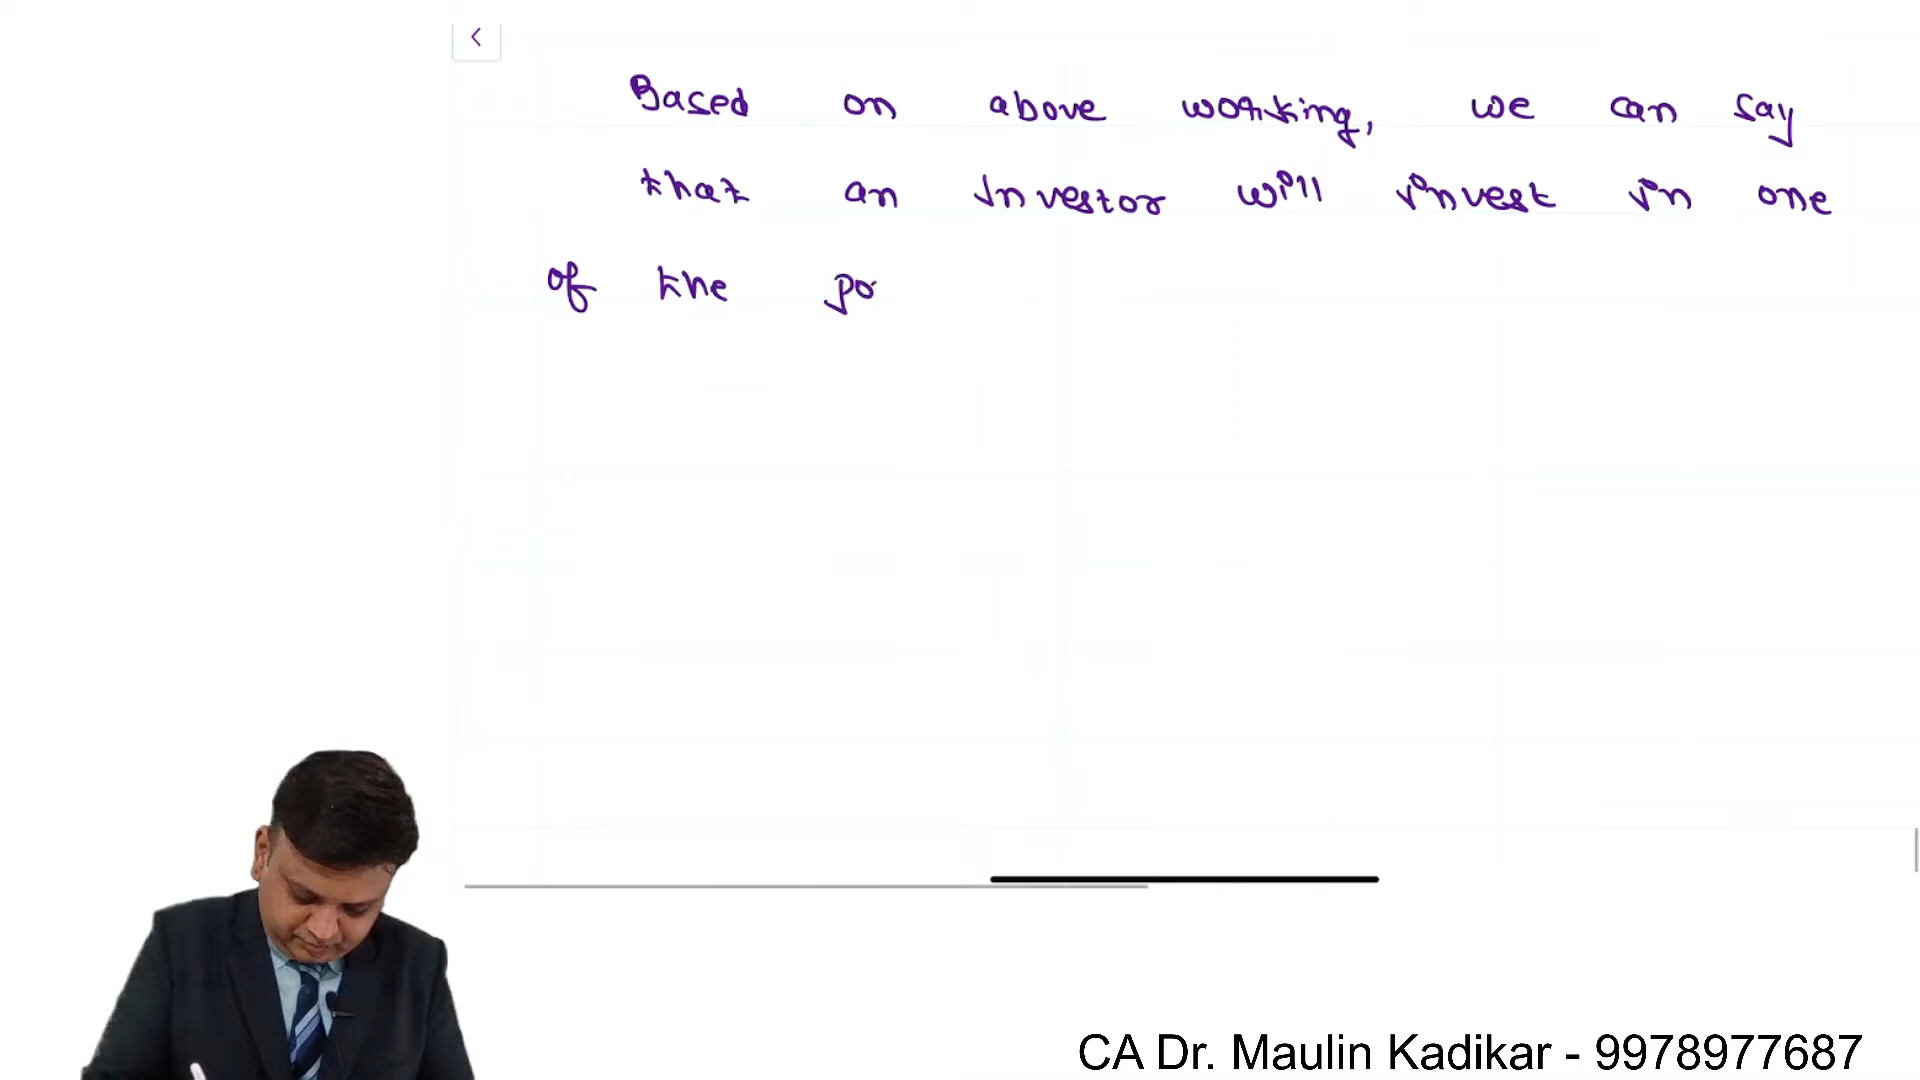 Based on above working, we can say
that an investor will invest in one
of the po
CA Dr. Maulin Kadikar - 9978977687